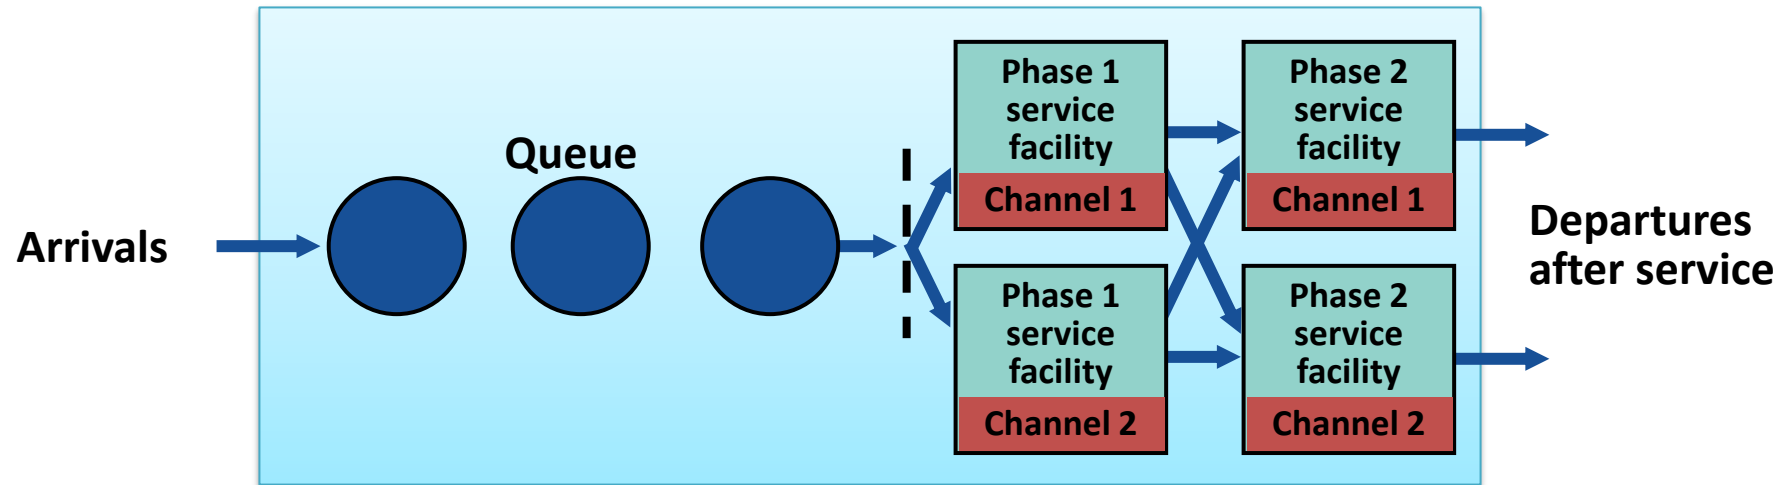 Arrivals
Queue
Phase 1
service
facility
Channel 1
Phase 2
service
facility
Channel 1
Phase 1
service
facility
Channel 2
Phase 2
service
facility
Channel 2
Departures
after service